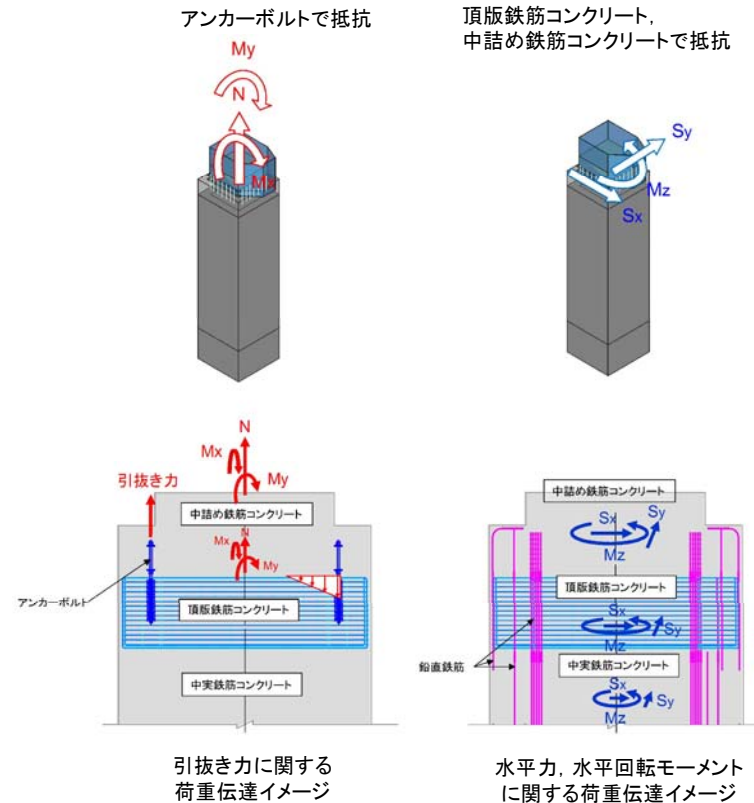 アンカーボルトで抵抗
頂版鉄筋コンクリート,
中詰め鉄筋コンクリートで抵抗
My
N
Mx
Sy
Mz
Sx
N
Mx
My
引抜き力
中詰め鉄筋コンクリート
N
Mx
My
アンカーボルト
頂版鉄筋コンクリート
中実鉄筋コンクリート
中詰め鉄筋コンクリート
Sx
Sy
Mz
頂版鉄筋コンクリート
Sx
Sy
Mz
鉛直鉄筋
中実鉄筋コンクリート
Sx
Sy
Mz
引抜き力に関する
荷重伝達イメージ
水平力, 水平回転モーメント
に関する荷重伝達イメージ